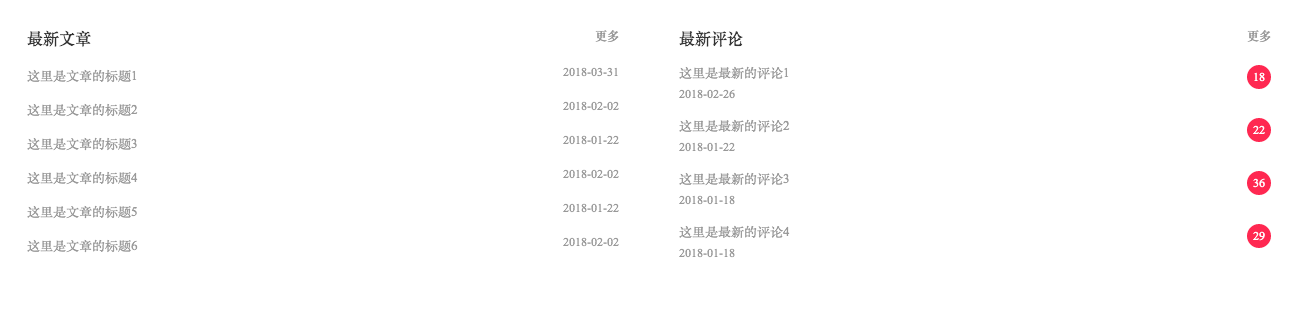 最新文章 更多
这里是文章的标题1 2018-03-31
这里是文章的标题2 2018-02-02
这里是文章的标题3 2018-01-22
这里是文章的标题4 2018-02-02
这里是文章的标题5 2018-01-22
这里是文章的标题6 2018-02-02
最新评论 更多
这里是最新的评论1 18
2018-02-26
这里是最新的评论2 22
2018-01-22
这里是最新的评论3 36
2018-01-18
这里是最新的评论4 29
2018-01-18